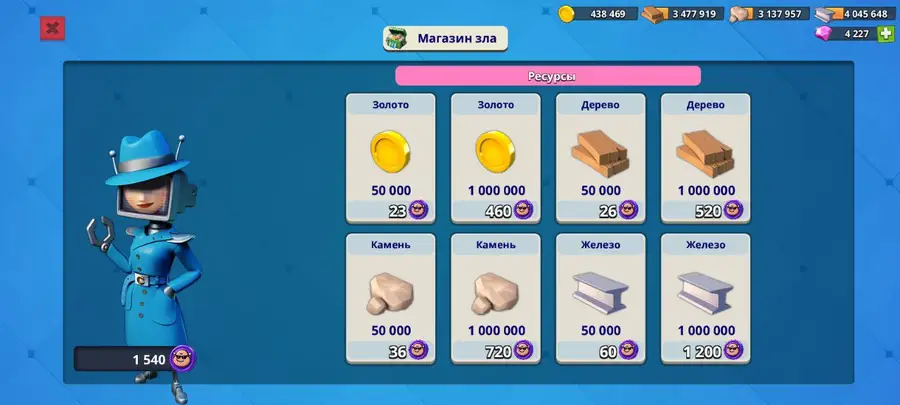 438 469 3 477 919 3 137 957 4 045 648
4 227
Магазин зла
Ресурсы
Золото Золото Дерево Дерево
50 000 1 000 000 50 000 1 000 000
23 460 26 520
Камень Камень Железо Железо
50 000 1 000 000 50 000 1 000 000
36 720 60 1 200
1 540